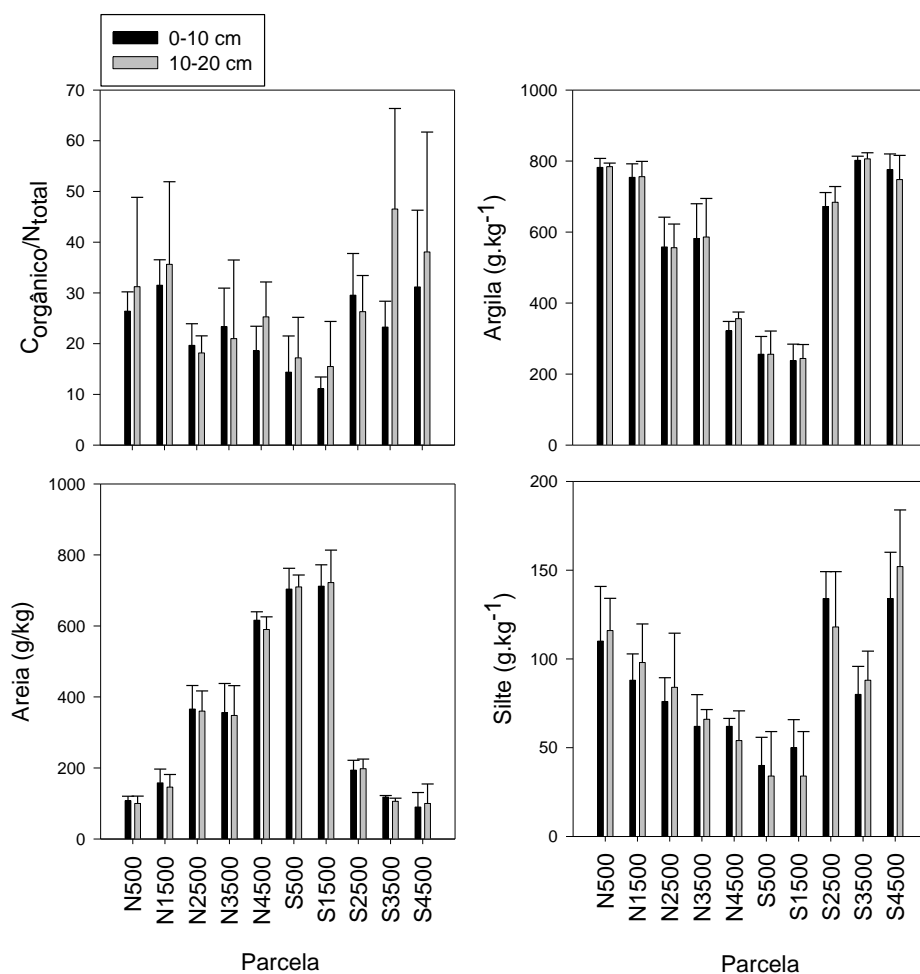 0-10 cm
10-20 cm
70
60
50
40
30
20
10
0
Corgânico/Ntotal
1000
800
600
400
200
0
Argila (g.kg-1)
1000
800
600
400
200
0
Areia (g/kg)
N500
N1500
N2500
N3500
N4500
S500
S1500
S2500
S3500
S4500
Parcela
200
150
100
50
0
Silte (g.kg-1)
N500
N1500
N2500
N3500
N4500
S500
S1500
S2500
S3500
S4500
Parcela